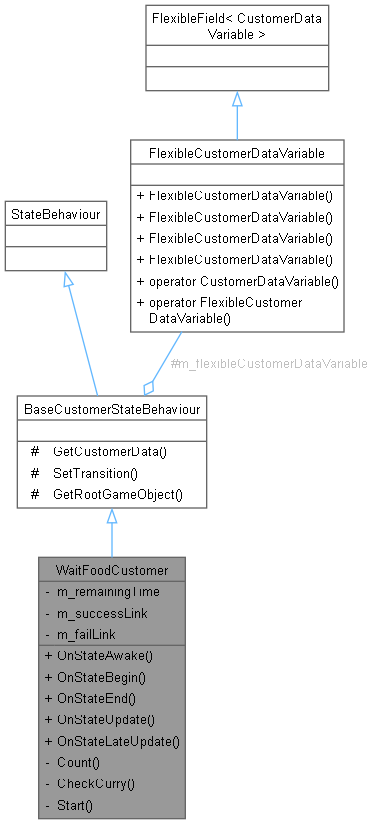 FlexibleField< CustomerData
Variable >
FlexibleCustomerDataVariable
+ FlexibleCustomerDataVariable()
+ FlexibleCustomerDataVariable()
+ FlexibleCustomerDataVariable()
+ FlexibleCustomerDataVariable()
+ operator CustomerDataVariable()
+ operator FlexibleCustomer
DataVariable()
StateBehaviour
#m_flexibleCustomerDataVariable
BaseCustomerStateBehaviour
# GetCustomerData()
# SetTransition()
# GetRootGameObject()
WaitFoodCustomer
- m_remainingTime
- m_successLink
- m_failLink
+ OnStateAwake()
+ OnStateBegin()
+ OnStateEnd()
+ OnStateUpdate()
+ OnStateLateUpdate()
- Count()
- CheckCurry()
- Start()